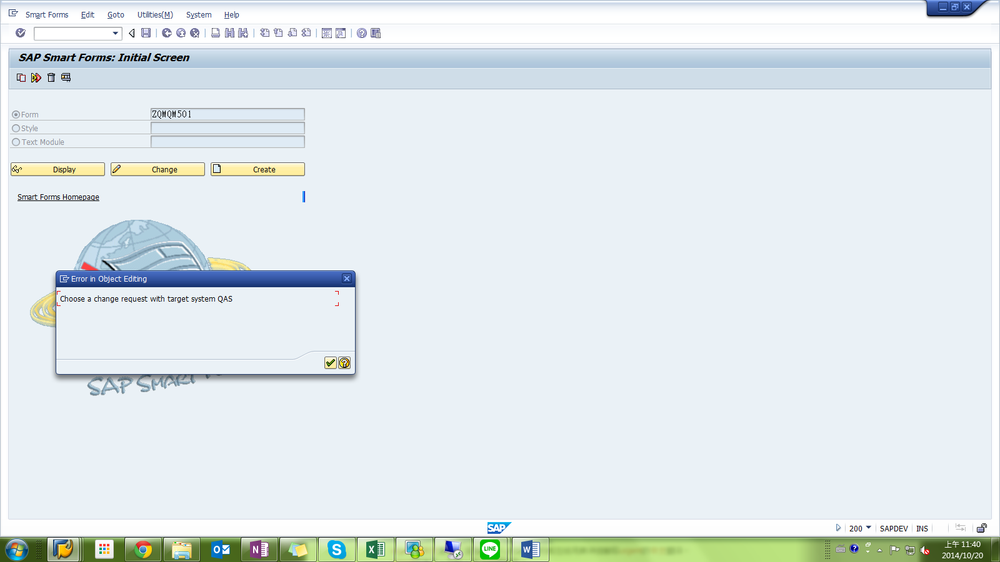 Smart Forms Edit Goto Utilities(M) System Help
SAP Smart Forms: Initial Screen
Form ZQMQM501
Style
Text Module
Display Change Create
Smart Forms Homepage
Error in Object Editing
Choose a change request with target system QAS
SAP SMART
SAP
200 SAPDEV INS
LINE
上午 11:40
2014/10/20